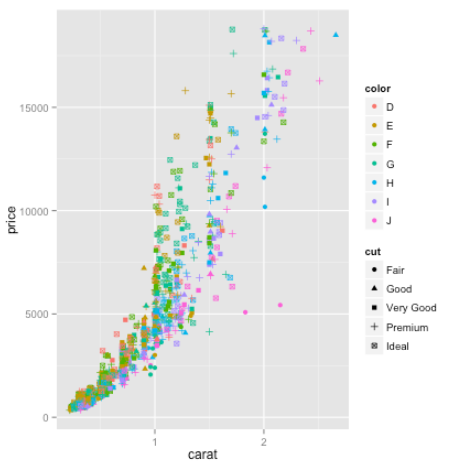 15000
10000
5000
0
price
1
2
carat
color
D
E
F
G
H
I
J
cut
Fair
Good
Very Good
Premium
Ideal